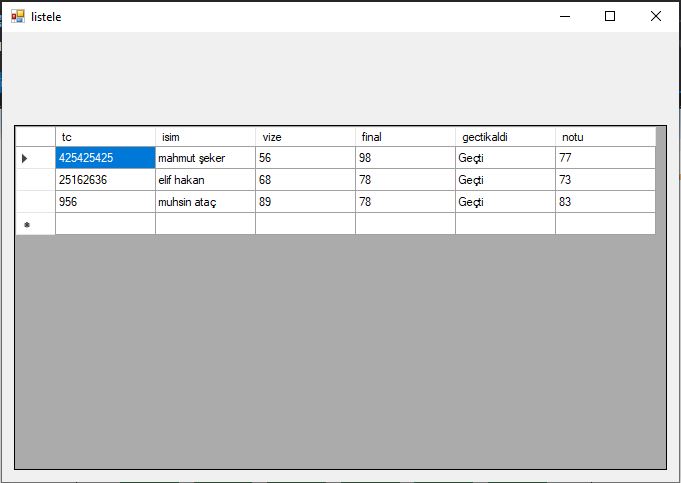 listele
tc isim vize final gectikaldi notu
425425425 mahmut şeker 56 98 Geçti 77
25162636 elif hakan 68 78 Geçti 73
956 muhsin ataç 89 78 Geçti 83